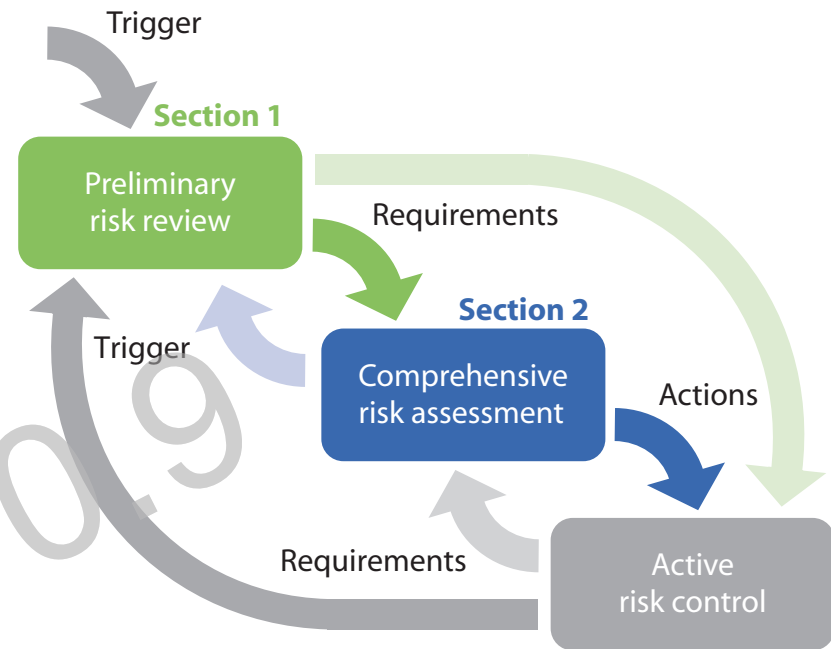 Trigger
Section 1
Preliminary
risk review
Requirements
Section 2
Trigger
Comprehensive
risk assessment
Actions
0.9
Requirements
Active
risk control